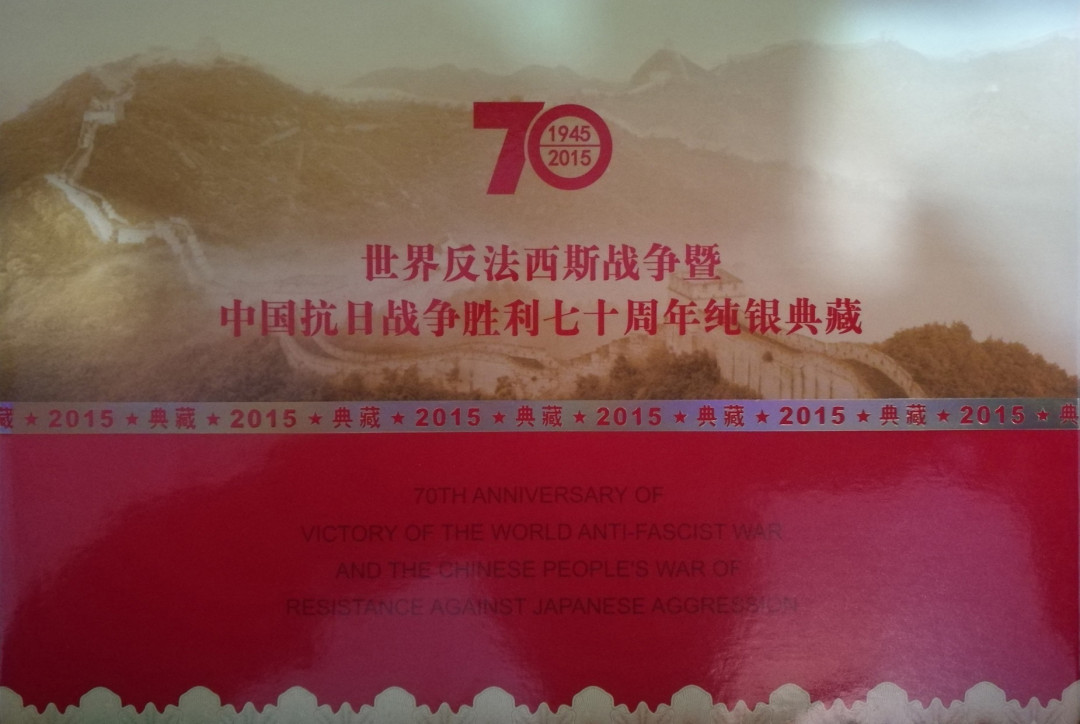 70
1945
2015
世界反法西斯战争暨
中国抗日战争胜利七十周年纯银典藏
藏 ★ 2015 ★ 典藏 ★ 2015 ★ 典藏 ★ 2015 ★ 典藏 ★ 2015 ★ 典藏 ★ 2015 ★ 典藏 ★ 2015 ★ 典
70TH ANNIVERSARY OF
VICTORY OF THE WORLD ANTI-FASCIST WAR
AND THE CHINESE PEOPLE'S WAR OF
RESISTANCE AGAINST JAPANESE AGGRESSION